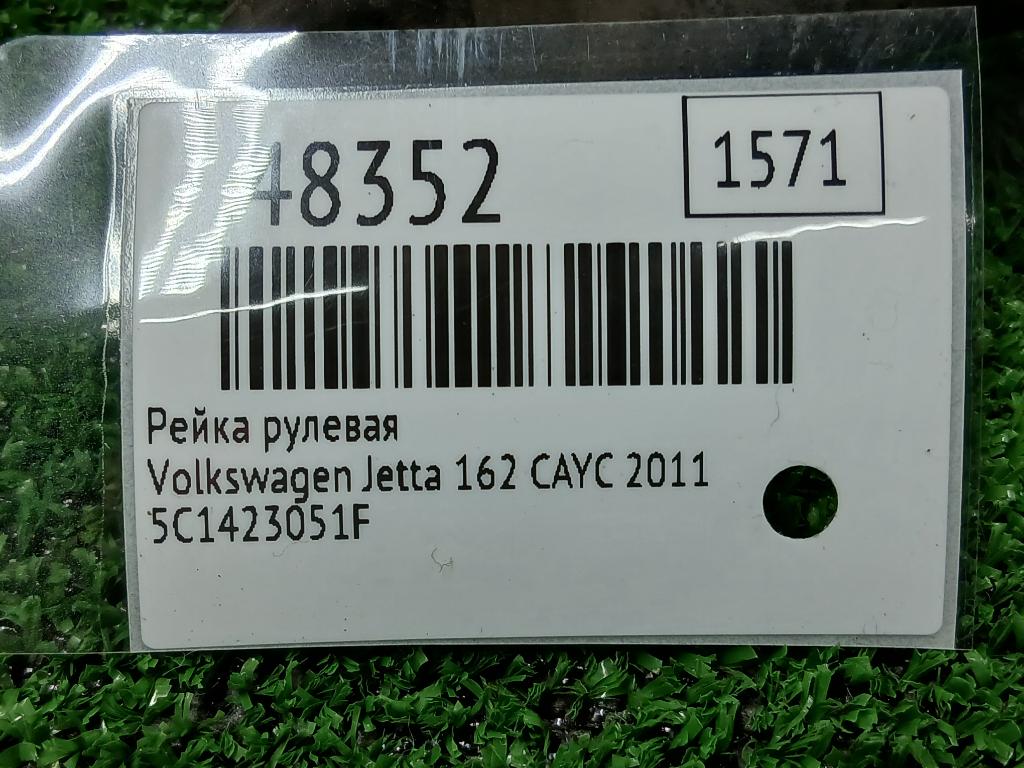 48352
1571
Рейка рулевая
Volkswagen Jetta 162 CAYC 2011
5C1423051F